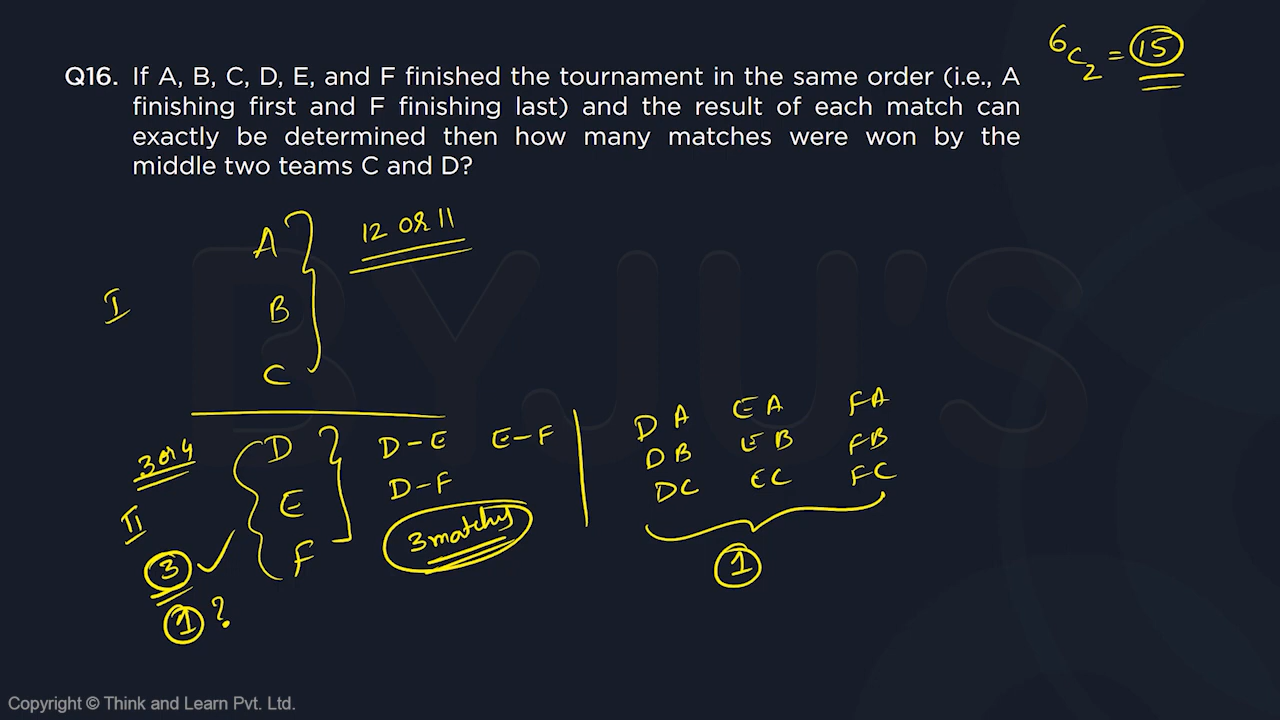 ⁶C₂ = 15
Q16. If A, B, C, D, E, and F finished the tournament in the same order (i.e., A
finishing first and F finishing last) and the result of each match can
exactly be determined then how many matches were won by the
middle two teams C and D?
A
12 OR 11
I
B
C
D A E A F A
D B E B F B
D C E C F C
1
3 or 4
D
D-E E-F
D-F
II
E
3 matches
F
3 ✓
1 ?
BYJU'S
Copyright © Think and Learn Pvt. Ltd.